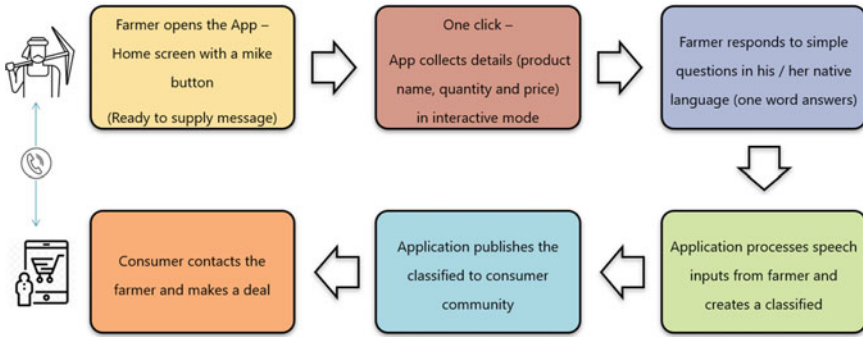 Farmer opens the App –
Home screen with a mike
button
(Ready to supply message)
One click –
App collects details (product
name, quantity and price)
in interactive mode
Farmer responds to simple
questions in his / her native
language (one word answers)
Application processes speech
inputs from farmer and
creates a classified
Application publishes the
classified to consumer
community
Consumer contacts the
farmer and makes a deal